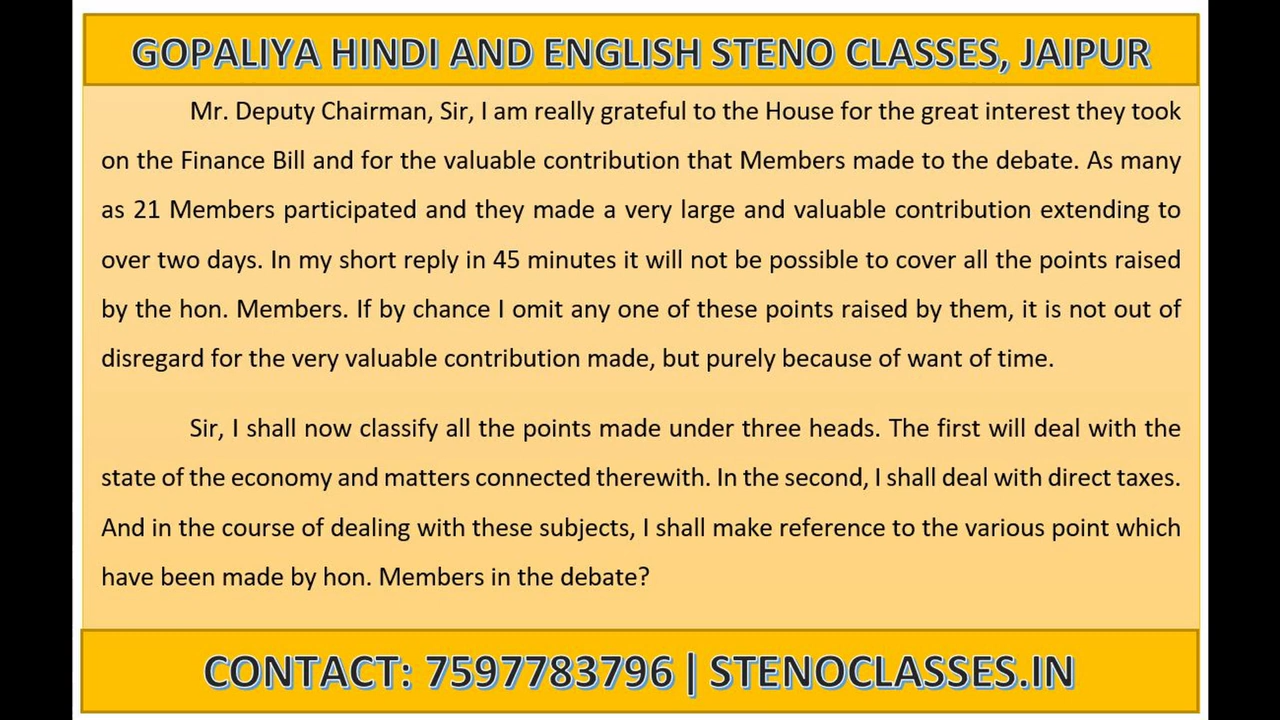 GOPALIYA HINDI AND ENGLISH STENO CLASSES, JAIPUR
Mr. Deputy Chairman, Sir, I am really grateful to the House for the great interest they took
on the Finance Bill and for the valuable contribution that Members made to the debate. As many
as 21 Members participated and they made a very large and valuable contribution extending to
over two days. In my short reply in 45 minutes it will not be possible to cover all the points raised
by the hon. Members. If by chance I omit any one of these points raised by them, it is not out of
disregard for the very valuable contribution made, but purely because of want of time.
Sir, I shall now classify all the points made under three heads. The first will deal with the
state of the economy and matters connected therewith. In the second, I shall deal with direct taxes.
And in the course of dealing with these subjects, I shall make reference to the various point which
have been made by hon. Members in the debate?
CONTACT: 7597783796 | STENOCLASSES.IN